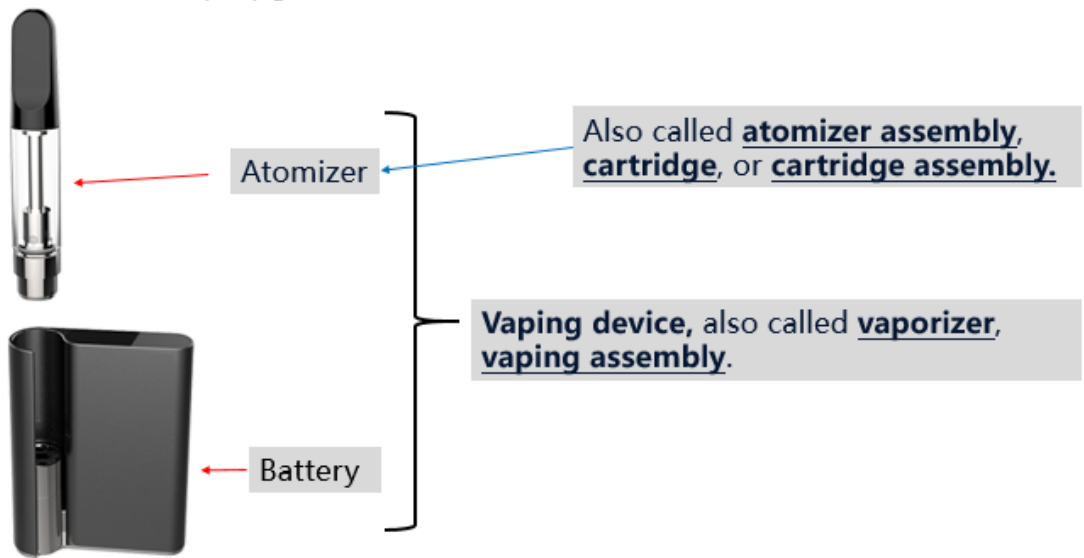 Also called atomizer assembly,
cartridge, or cartridge assembly.
Atomizer
Vaping device, also called vaporizer,
vaping assembly.
Battery